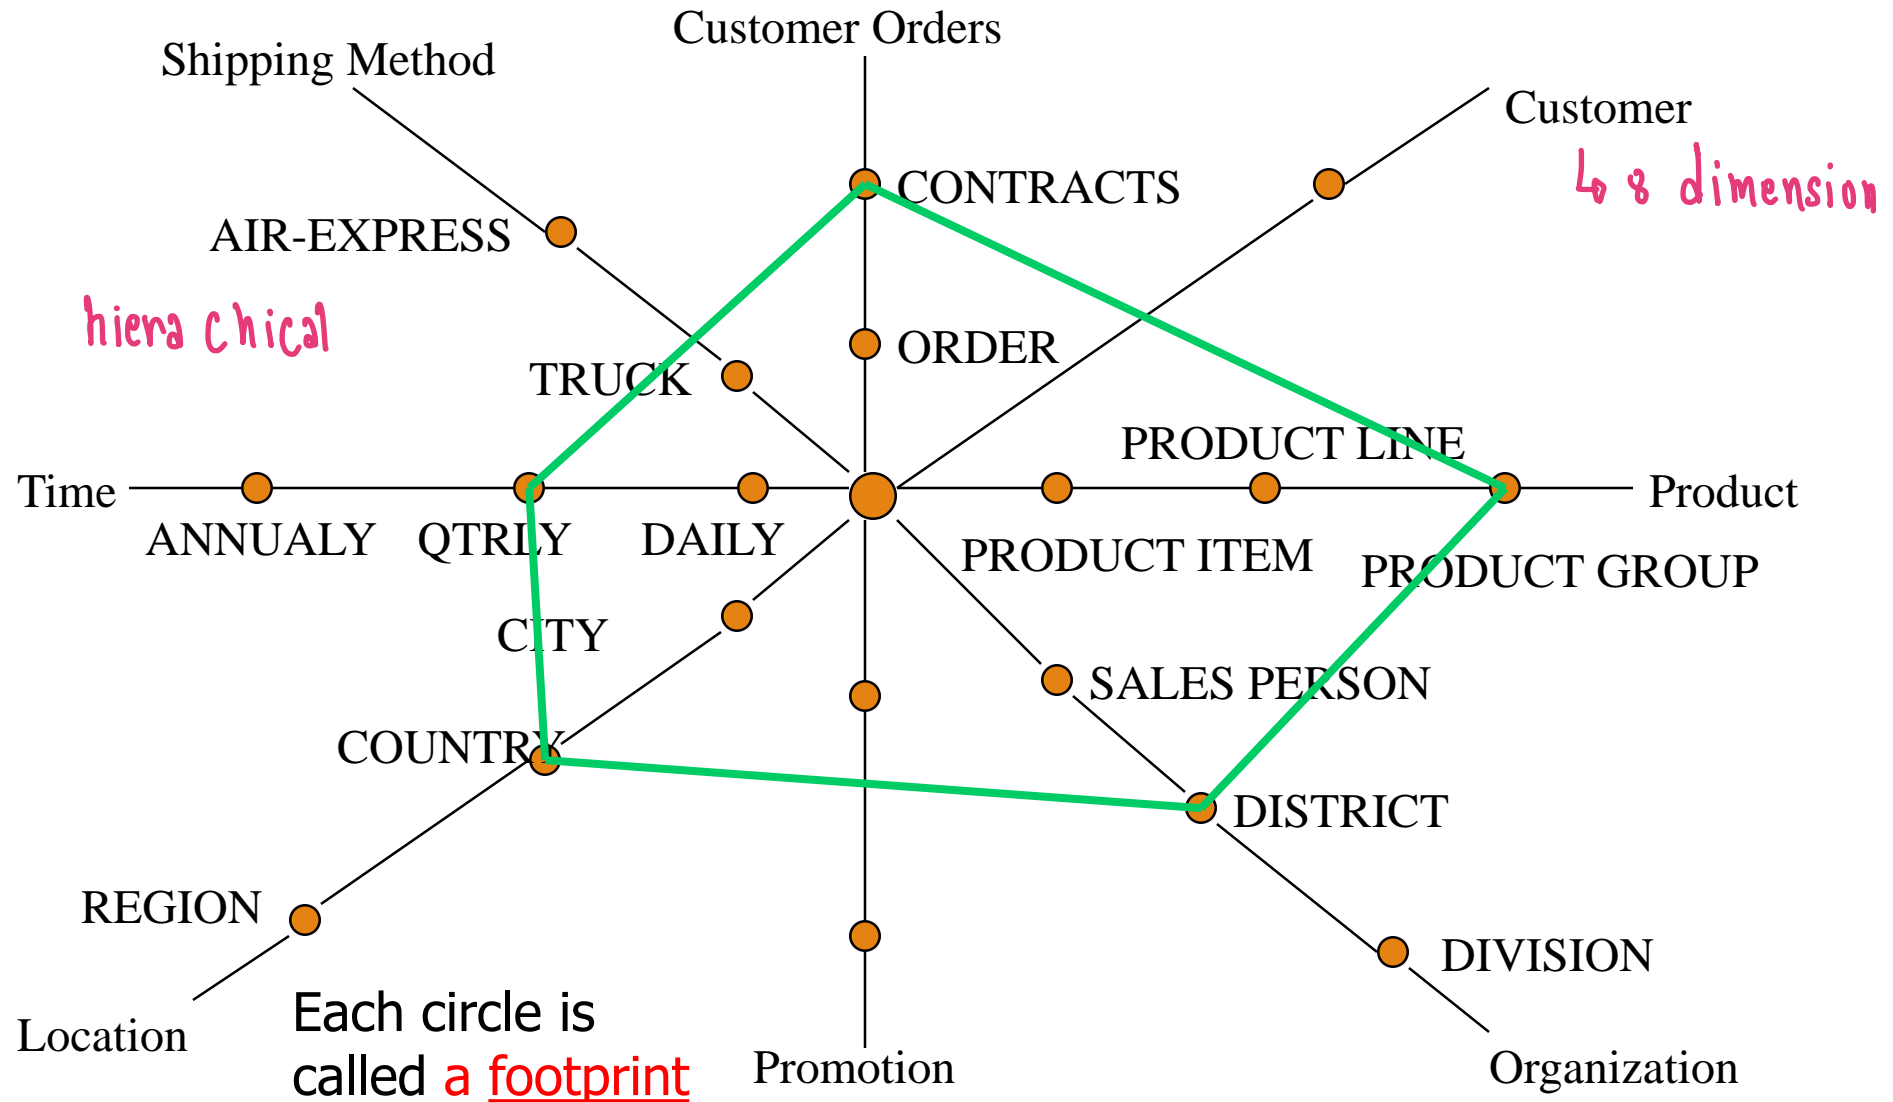 Customer Orders
Shipping Method
Customer
↳ 8 dimension
CONTRACTS
AIR-EXPRESS
hiera chical
ORDER
TRUCK
PRODUCT LINE
Time
Product
ANNUALY
QTRLY
DAILY
PRODUCT ITEM
PRODUCT GROUP
CITY
SALES PERSON
COUNTRY
DISTRICT
REGION
DIVISION
Each circle is
called a footprint
Location
Promotion
Organization